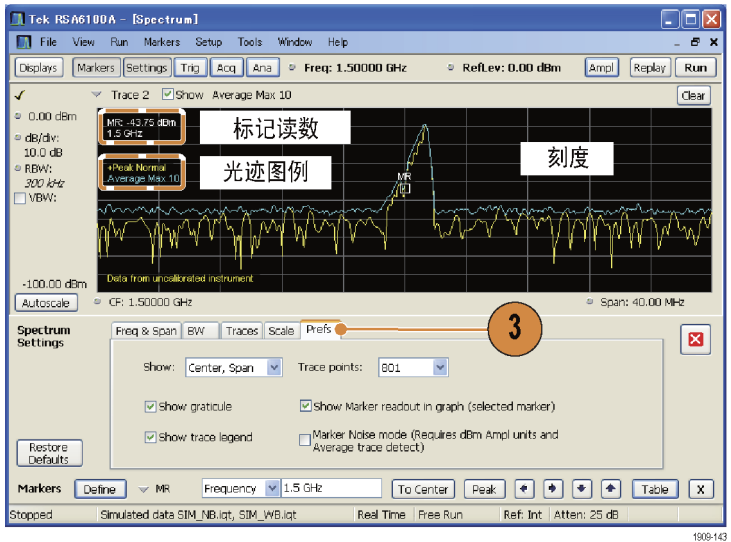 Tek RSA6100A - [Spectrum]
File View Run Markers Setup Tools Window Help
Displays Markers Settings Trig Acq Ana Freq: 1.50000 GHz RefLev: 0.00 dBm Ampl Replay Run
Trace 2 Show Average Max 10 Clear
0.00 dBm
dB/div:
10.0 dB
RBW:
300 kHz
VBW:
MR: -43.75 dBm
1.5 GHz
标记读数
+Peak Normal
Average Max 10
光迹图例
刻度
MR
-100.00 dBm
Data from uncalibrated instrument
Autoscale CF: 1.50000 GHz Span: 40.00 MHz
Spectrum
Settings
Freq & Span BW Traces Scale Prefs
3
Show: Center, Span Trace points: 801
Show graticule Show Marker readout in graph (selected marker)
Show trace legend Marker Noise mode (Requires dBm Ampl units and
Average trace detect)
Restore
Defaults
Markers Define MR Frequency 1.5 GHz To Center Peak Table X
Stopped Simulated data SIM_NB.iqt, SIM_WB.iqt Real Time Free Run Ref: Int Atten: 25 dB
1909-143